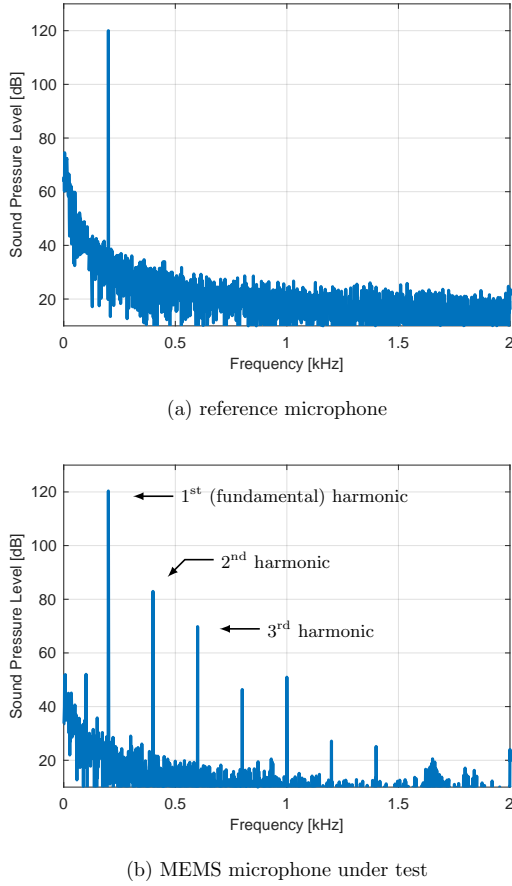 120
100
80
60
40
20
Sound Pressure Level [dB]
0 0.5 1 1.5 2
Frequency [kHz]
(a) reference microphone
120
100
80
60
40
20
Sound Pressure Level [dB]
1st (fundamental) harmonic
2nd harmonic
3rd harmonic
0 0.5 1 1.5 2
Frequency [kHz]
(b) MEMS microphone under test